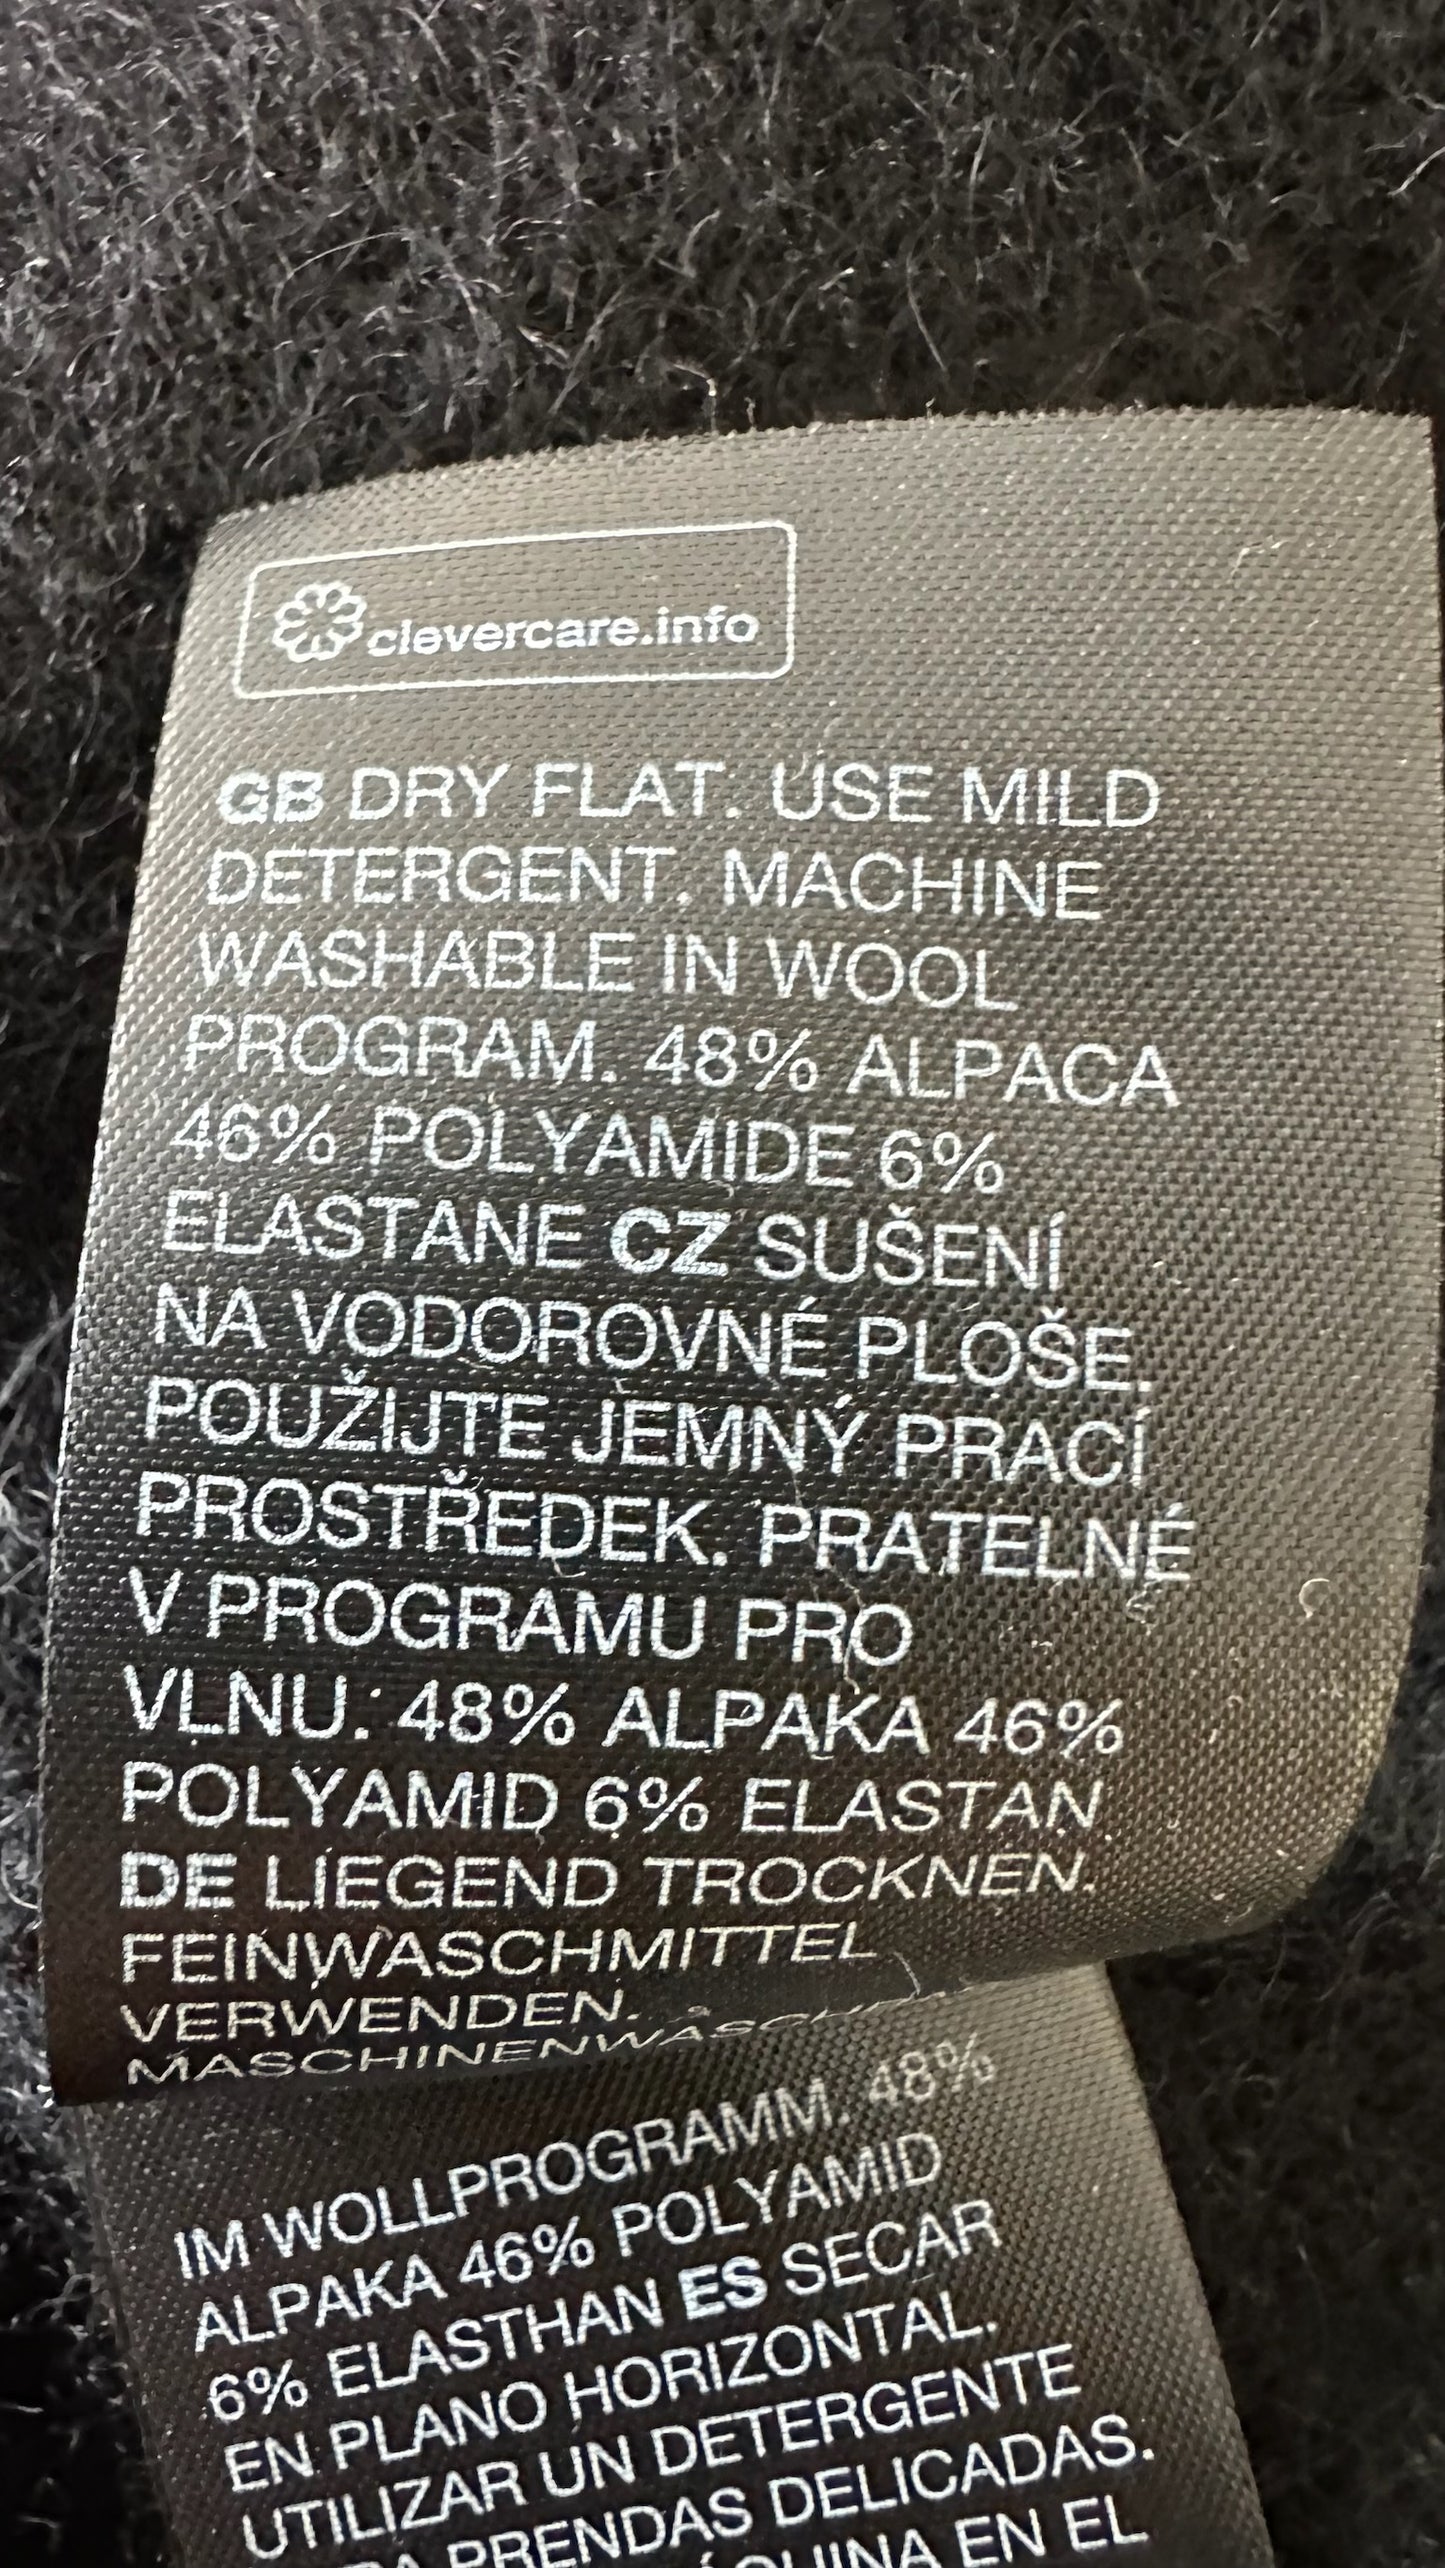 clevercare.info
GB DRY FLAT. USE MILD
DETERGENT. MACHINE
WASHABLE IN WOOL
PROGRAM. 48% ALPACA
46% POLYAMIDE 6%
ELASTANE CZ SUŠENÍ
NA VODOROVNÉ PLOŠE.
POUŽIJTE JEMNÝ PRACÍ
PROSTŘEDEK. PRATELNÉ
V PROGRAMU PRO
VLNU. 48% ALPAKA 46%
POLYAMID 6% ELASTAN
DE LIEGEND TROCKNEN.
FEINWASCHMITTEL
VERWENDEN.
IM WOLLPROGRAMM. 48%
ALPAKA 46% POLYAMID
6% ELASTHAN ES SECAR
EN PLANO HORIZONTAL.
UTILIZAR UN DETERGENTE
PRENDAS DELICADAS.
EN EL